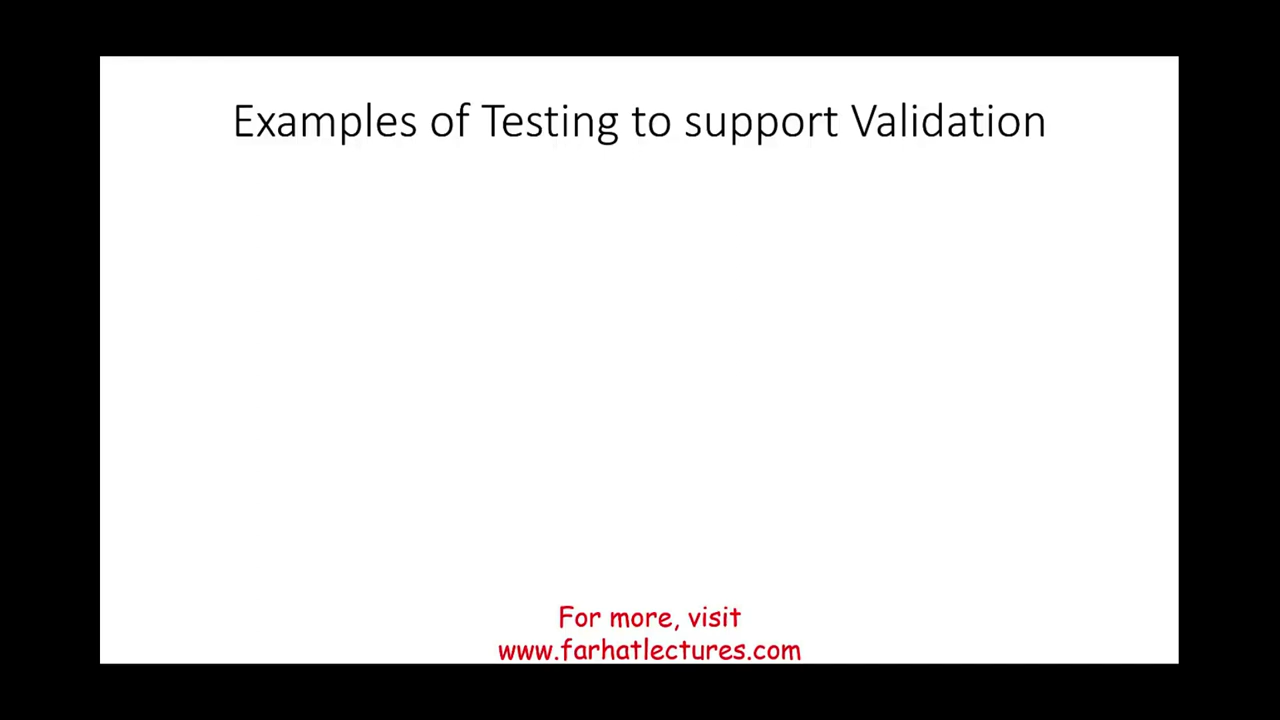 Examples of Testing to support Validation
For more, visit
www.farhatlectures.com